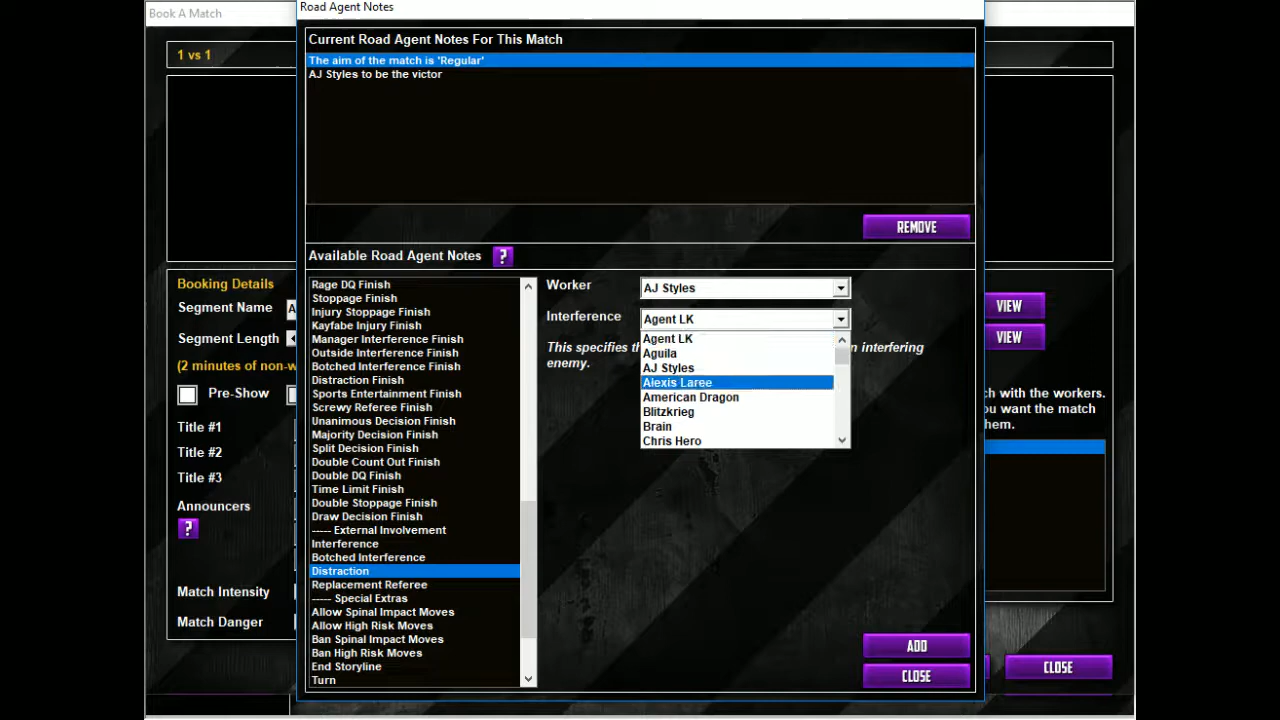 Book A Match
Road Agent Notes
1 vs 1
Current Road Agent Notes For This Match
The aim of the match is 'Regular'
AJ Styles to be the victor
REMOVE
Available Road Agent Notes ?
Booking Details
Segment Name A
Segment Length
(2 minutes of non-w
Pre-Show
Title #1
Title #2
Title #3
Announcers
?
Match Intensity
Match Danger
Rage DQ Finish
Stoppage Finish
Injury Stoppage Finish
Kayfabe Injury Finish
Manager Interference Finish
Outside Interference Finish
Botched Interference Finish
Distraction Finish
Sports Entertainment Finish
Screwy Referee Finish
Unanimous Decision Finish
Majority Decision Finish
Split Decision Finish
Double Count Out Finish
Double DQ Finish
Time Limit Finish
Double Stoppage Finish
Draw Decision Finish
----- External Involvement
Interference
Botched Interference
Distraction
Replacement Referee
----- Special Extras
Allow Spinal Impact Moves
Allow High Risk Moves
Ban Spinal Impact Moves
Ban High Risk Moves
End Storyline
Turn
Worker AJ Styles
Interference Agent LK
This specifies th n interfering
enemy.
Agent LK
Aguila
AJ Styles
Alexis Laree
American Dragon
Blitzkrieg
Brain
Chris Hero
ADD
CLOSE
VIEW
VIEW
ch with the workers.
ou want the match
hem.
CLOSE